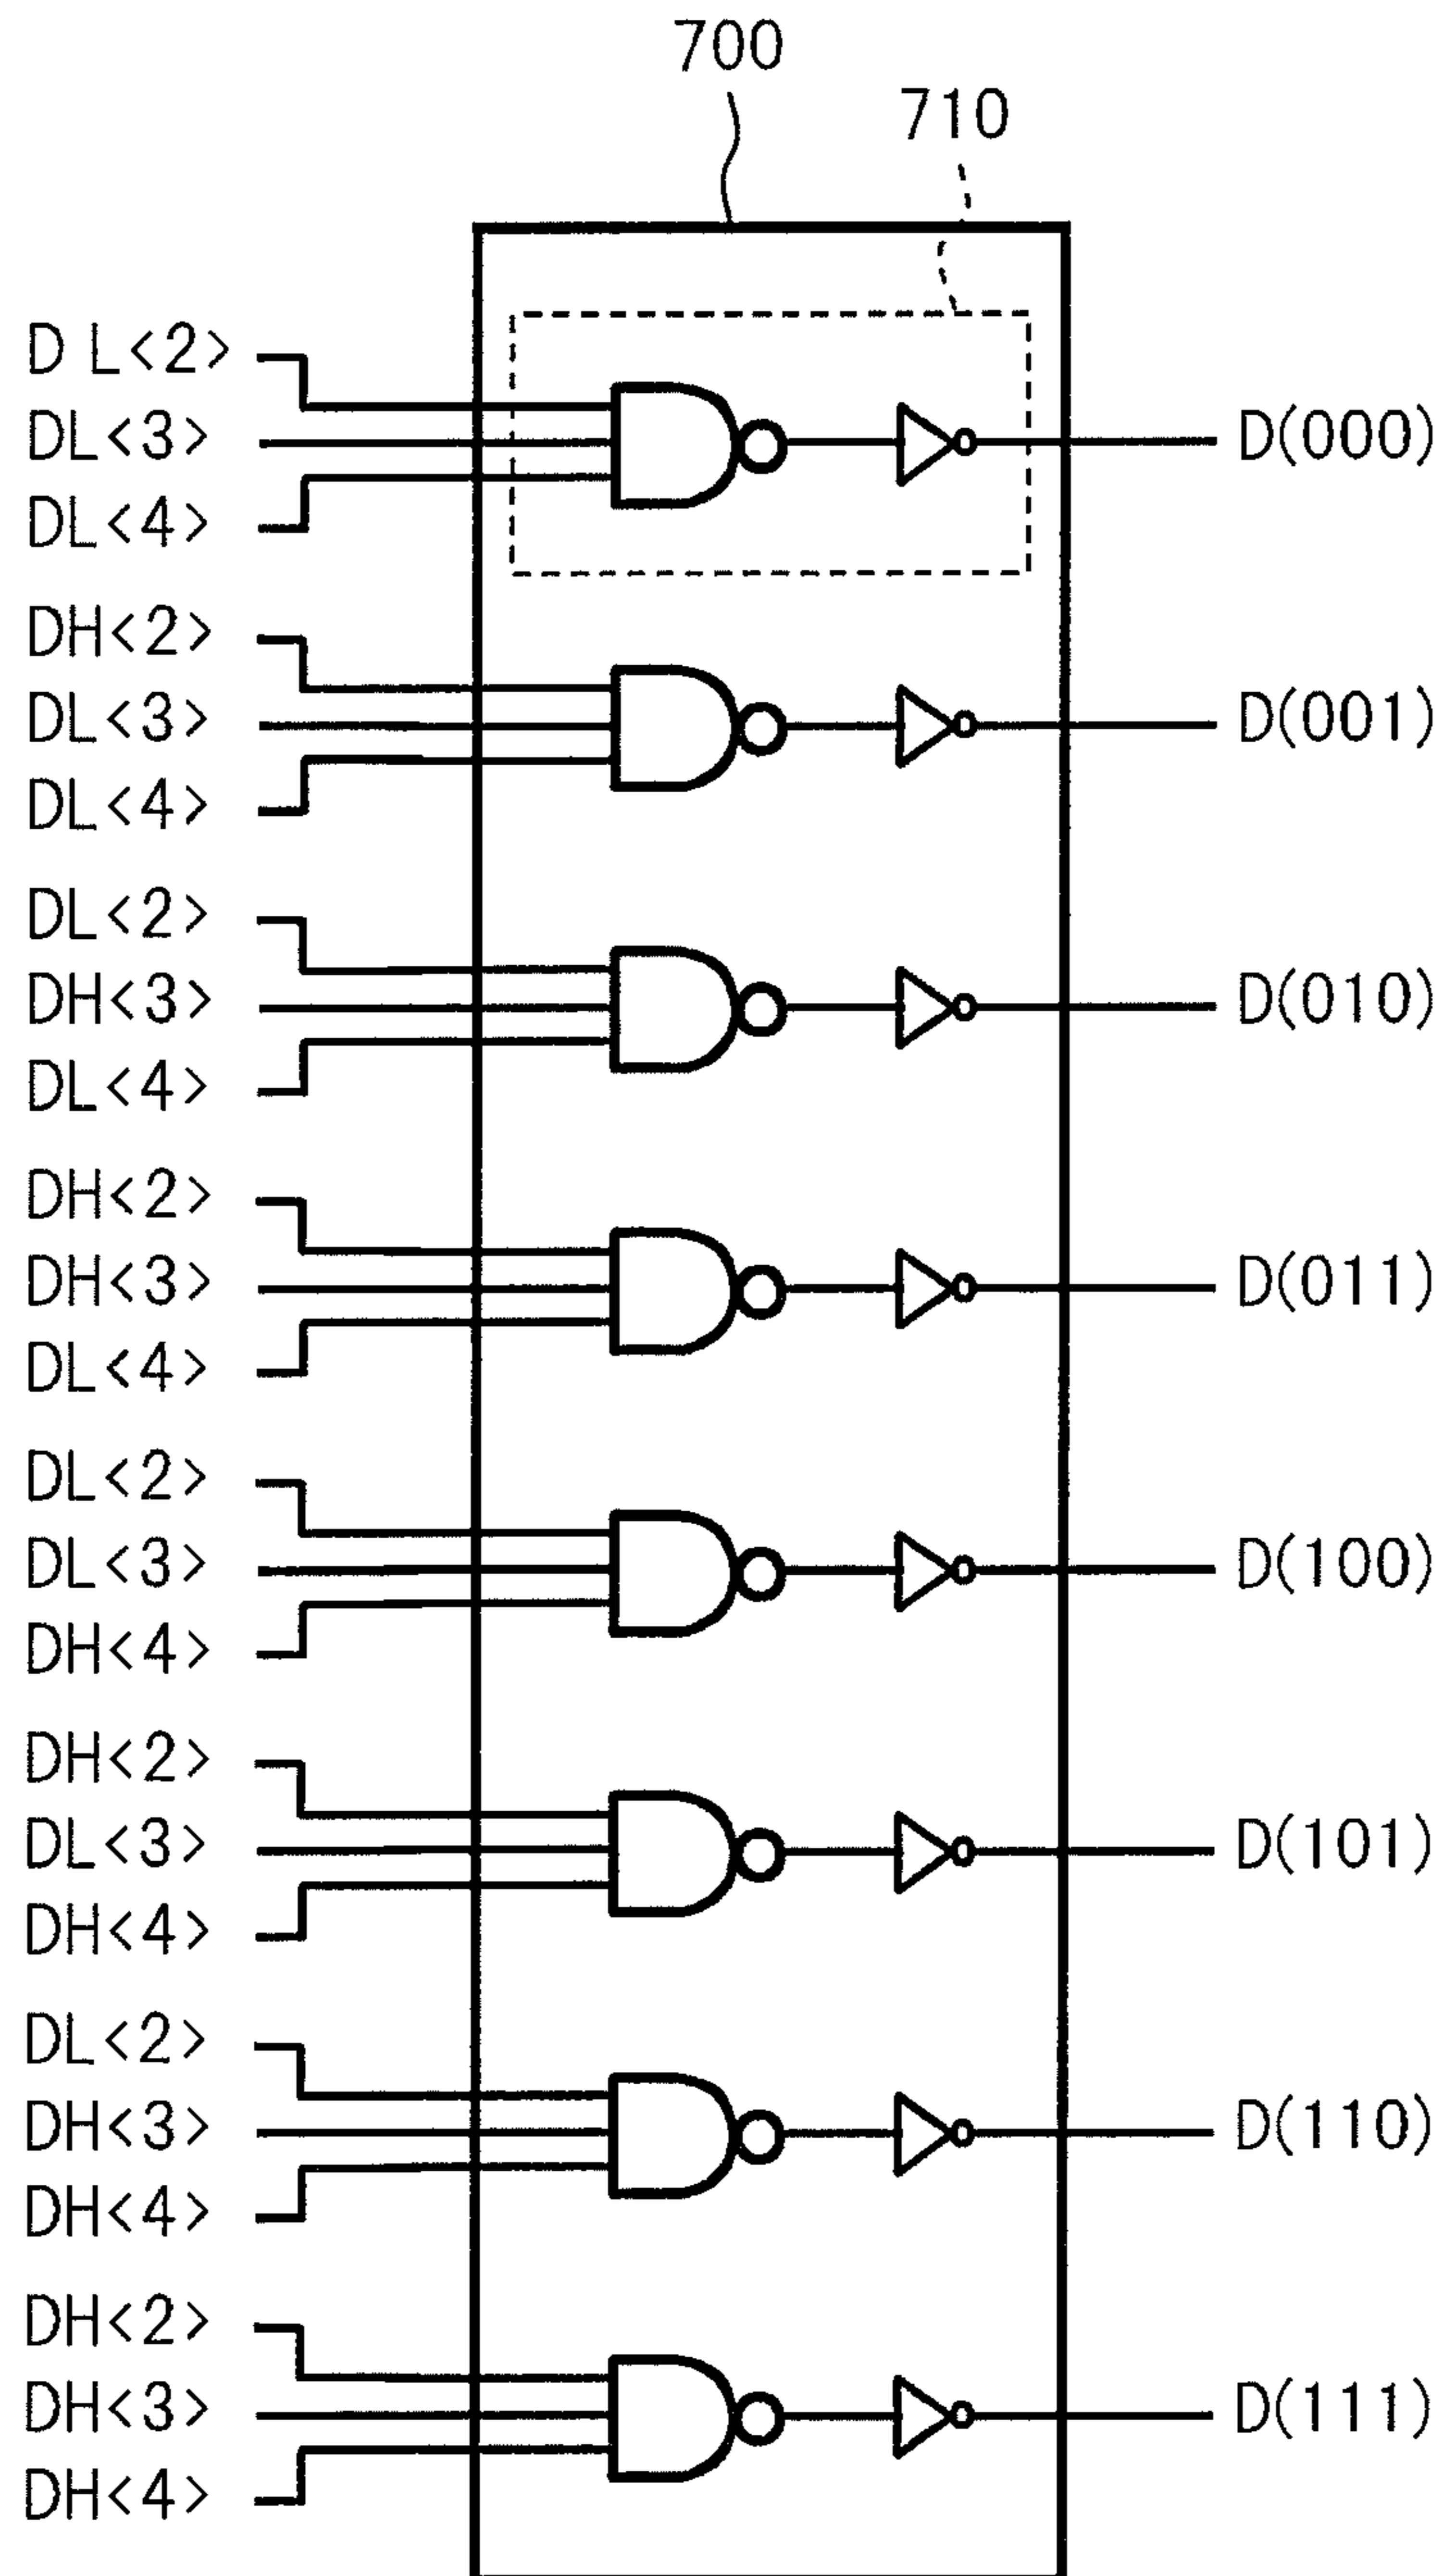 700
710
D L<2>
DL<3>
DL<4>
D(000)
DH<2>
DL<3>
DL<4>
D(001)
DL<2>
DH<3>
DL<4>
D(010)
DH<2>
DH<3>
DL<4>
D(011)
DL<2>
DL<3>
DH<4>
D(100)
DH<2>
DL<3>
DH<4>
D(101)
DL<2>
DH<3>
DH<4>
D(110)
DH<2>
DH<3>
DH<4>
D(111)